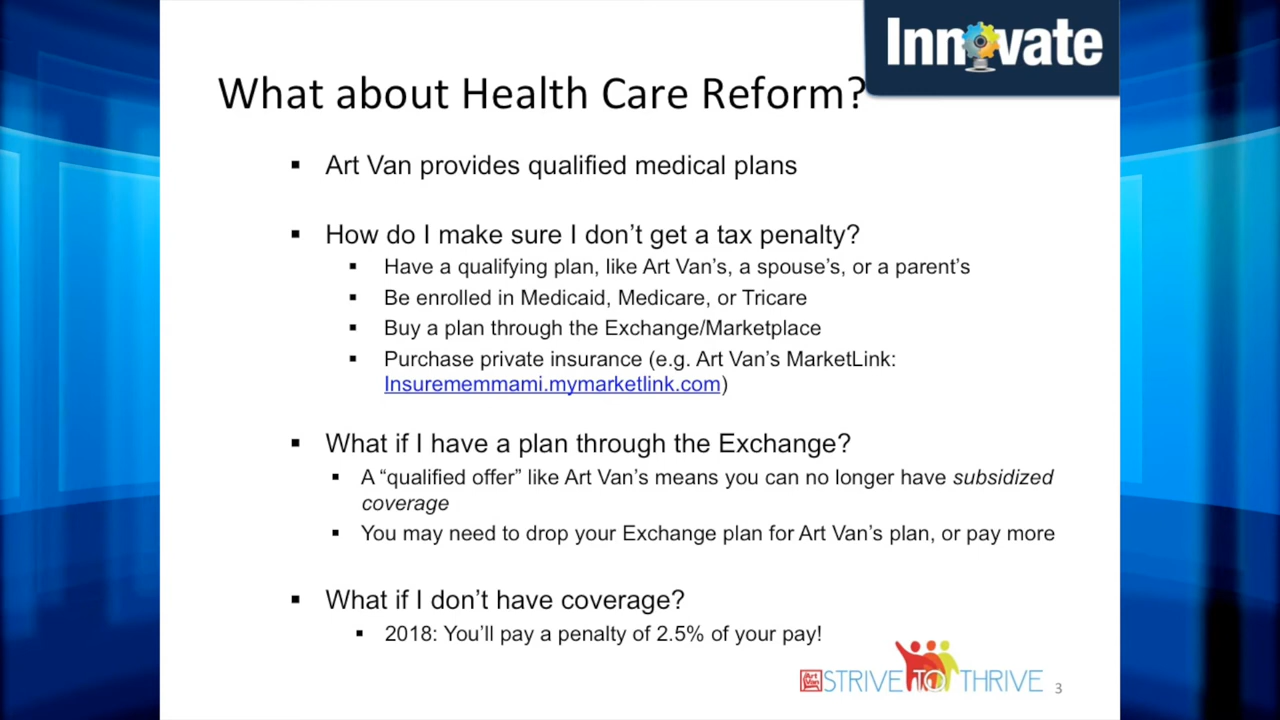 Innovate
What about Health Care Reform?
▪ Art Van provides qualified medical plans
▪ How do I make sure I don’t get a tax penalty?
▪ Have a qualifying plan, like Art Van’s, a spouse’s, or a parent’s
▪ Be enrolled in Medicaid, Medicare, or Tricare
▪ Buy a plan through the Exchange/Marketplace
▪ Purchase private insurance (e.g. Art Van’s MarketLink:
Insurememmami.mymarketlink.com)
▪ What if I have a plan through the Exchange?
▪ A “qualified offer” like Art Van’s means you can no longer have subsidized
coverage
▪ You may need to drop your Exchange plan for Art Van’s plan, or pay more
▪ What if I don’t have coverage?
▪ 2018: You’ll pay a penalty of 2.5% of your pay!
Art
Van
STRIVE TO THRIVE
3